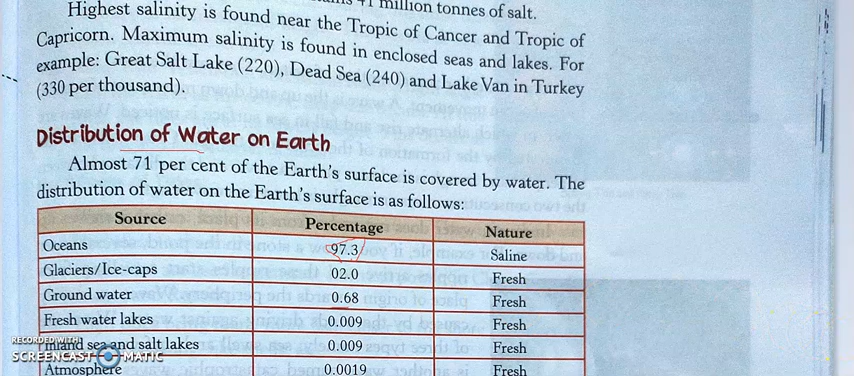 41 million tonnes of salt.
Highest salinity is found near the Tropic of Cancer and Tropic of
Capricorn. Maximum salinity is found in enclosed seas and lakes. For
example: Great Salt Lake (220), Dead Sea (240) and Lake Van in Turkey
(330 per thousand).
Distribution of Water on Earth
Almost 71 per cent of the Earth's surface is covered by water. The
distribution of water on the Earth's surface is as follows:
Source Percentage Nature
Oceans 97.3 Saline
Glaciers/Ice-caps 02.0 Fresh
Ground water 0.68 Fresh
Fresh water lakes 0.009 Fresh
Inland sea and salt lakes 0.009 Fresh
Atmosphere 0.0019 Fresh
RECORDED WITH
SCREENCAST MATIC